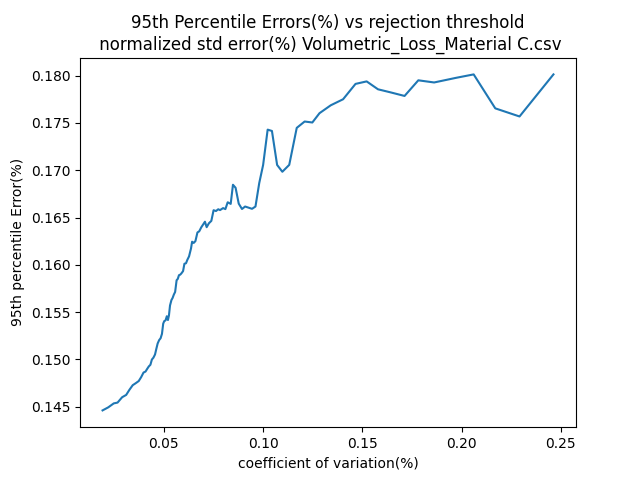 95th Percentile Errors(%) vs rejection threshold
normalized std error(%) Volumetric_Loss_Material C.csv
0.180
0.175
0.170
0.165
0.160
0.155
0.150
0.145
95th percentile Error(%)
0.05 0.10 0.15 0.20 0.25
coefficient of variation(%)